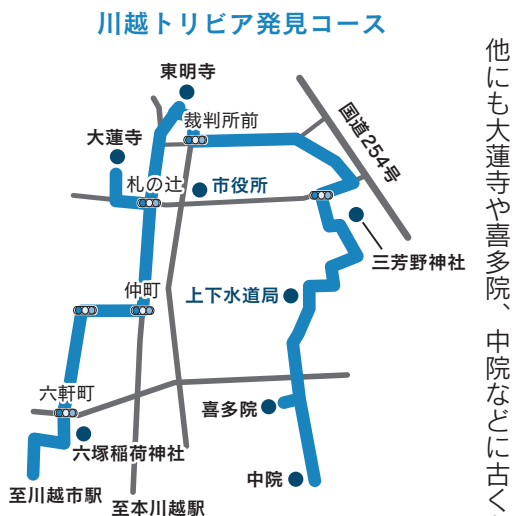 川越トリビア発見コース
他にも大蓮寺や喜多院、中院などに古く
東明寺
裁判所前
国道254号
大蓮寺
札の辻
市役所
三芳野神社
仲町
上下水道局
六軒町
喜多院
六塚稲荷神社
中院
至川越市駅
至本川越駅